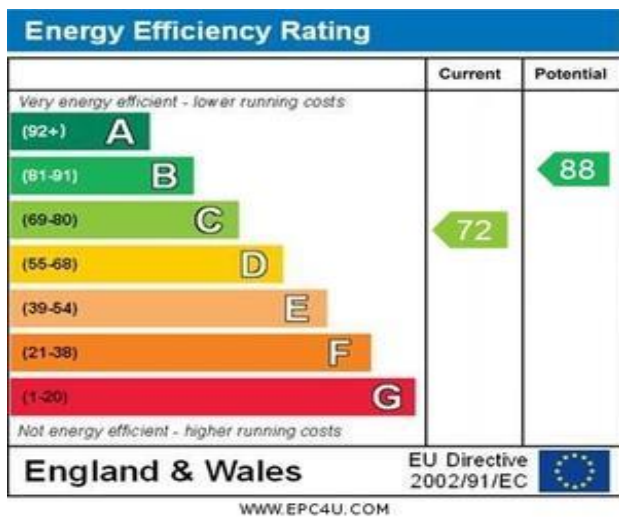 Energy Efficiency Rating
Current Potential
Very energy efficient - lower running costs
(92+) A
(81-91) B
88
(69-80) C
72
(55-68) D
(39-54) E
(21-38) F
(1-20) G
Not energy efficient - higher running costs
England & Wales
EU Directive
2002/91/EC
WWW.EPC4U.COM